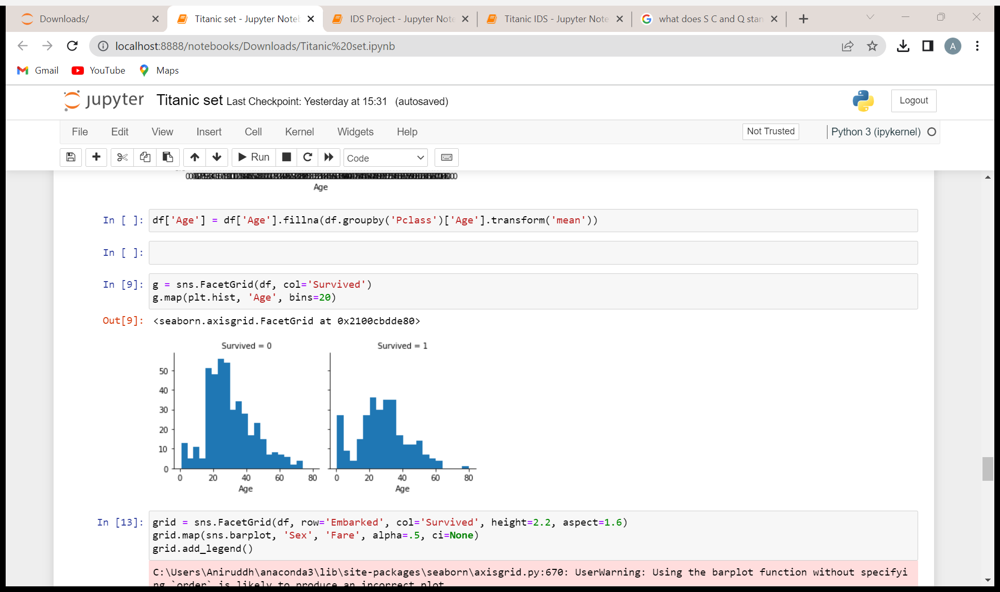 Downloads/
Titanic set - Jupyter Note
IDS Project - Jupyter Note
Titanic IDS - Jupyter Note
what does S C and Q stan
localhost:8888/notebooks/Downloads/Titanic%20set.ipynb
A
Gmail
YouTube
Maps
jupyter
Titanic set Last Checkpoint: Yesterday at 15:31 (autosaved)
Logout
File Edit View Insert Cell Kernel Widgets Help
Not Trusted
Python 3 (ipykernel)
Run
Code
Age
In [ ]: df['Age'] = df['Age'].fillna(df.groupby('Pclass')['Age'].transform('mean'))
In [ ]:
In [9]: g = sns.FacetGrid(df, col='Survived')
g.map(plt.hist, 'Age', bins=20)
Out[9]: <seaborn.axisgrid.FacetGrid at 0x2100cbdde80>
Survived = 0
Survived = 1
50
40
30
20
10
0
0 20 40 60 80
0 20 40 60 80
Age
Age
In [13]: grid = sns.FacetGrid(df, row='Embarked', col='Survived', height=2.2, aspect=1.6)
grid.map(sns.barplot, 'Sex', 'Fare', alpha=.5, ci=None)
grid.add_legend()
C:\Users\Aniruddh\anaconda3\lib\site-packages\seaborn\axisgrid.py:670: UserWarning: Using the barplot function without specifyi
ng `order` is likely to produce an incorrect plot.